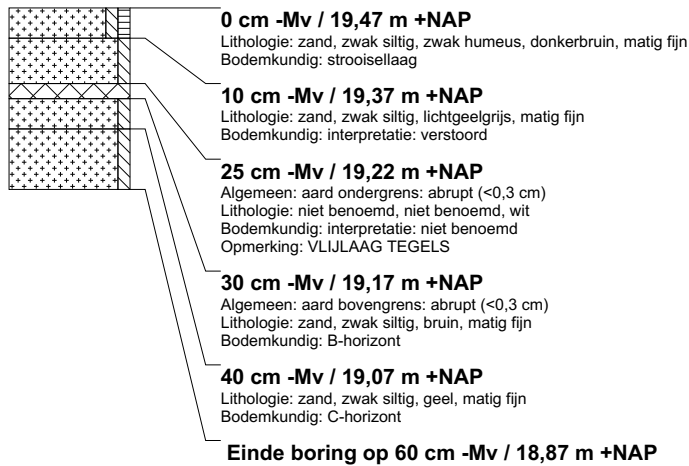 0 cm -Mv / 19,47 m +NAP
Lithologie: zand, zwak siltig, zwak humeus, donkerbruin, matig fijn
Bodemkundig: strooisellaag
10 cm -Mv / 19,37 m +NAP
Lithologie: zand, zwak siltig, lichtgeelgrijs, matig fijn
Bodemkundig: interpretatie: verstoord
25 cm -Mv / 19,22 m +NAP
Algemeen: aard ondergrens: abrupt (<0,3 cm)
Lithologie: niet benoemd, niet benoemd, wit
Bodemkundig: interpretatie: niet benoemd
Opmerking: VLIJLAAG TEGELS
30 cm -Mv / 19,17 m +NAP
Algemeen: aard bovengrens: abrupt (<0,3 cm)
Lithologie: zand, zwak siltig, bruin, matig fijn
Bodemkundig: B-horizont
40 cm -Mv / 19,07 m +NAP
Lithologie: zand, zwak siltig, geel, matig fijn
Bodemkundig: C-horizont
Einde boring op 60 cm -Mv / 18,87 m +NAP